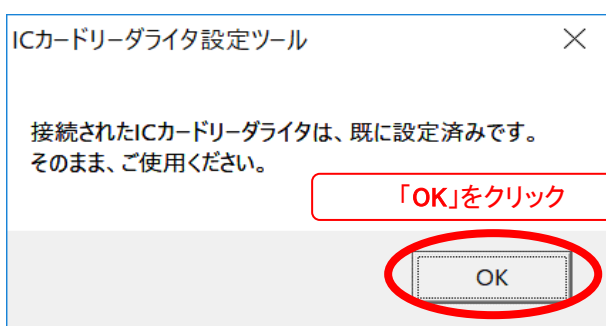 ICカードリーダライタ設定ツール
接続されたICカードリーダライタは、既に設定済みです。
そのまま、ご使用ください。
「OK」をクリック
OK